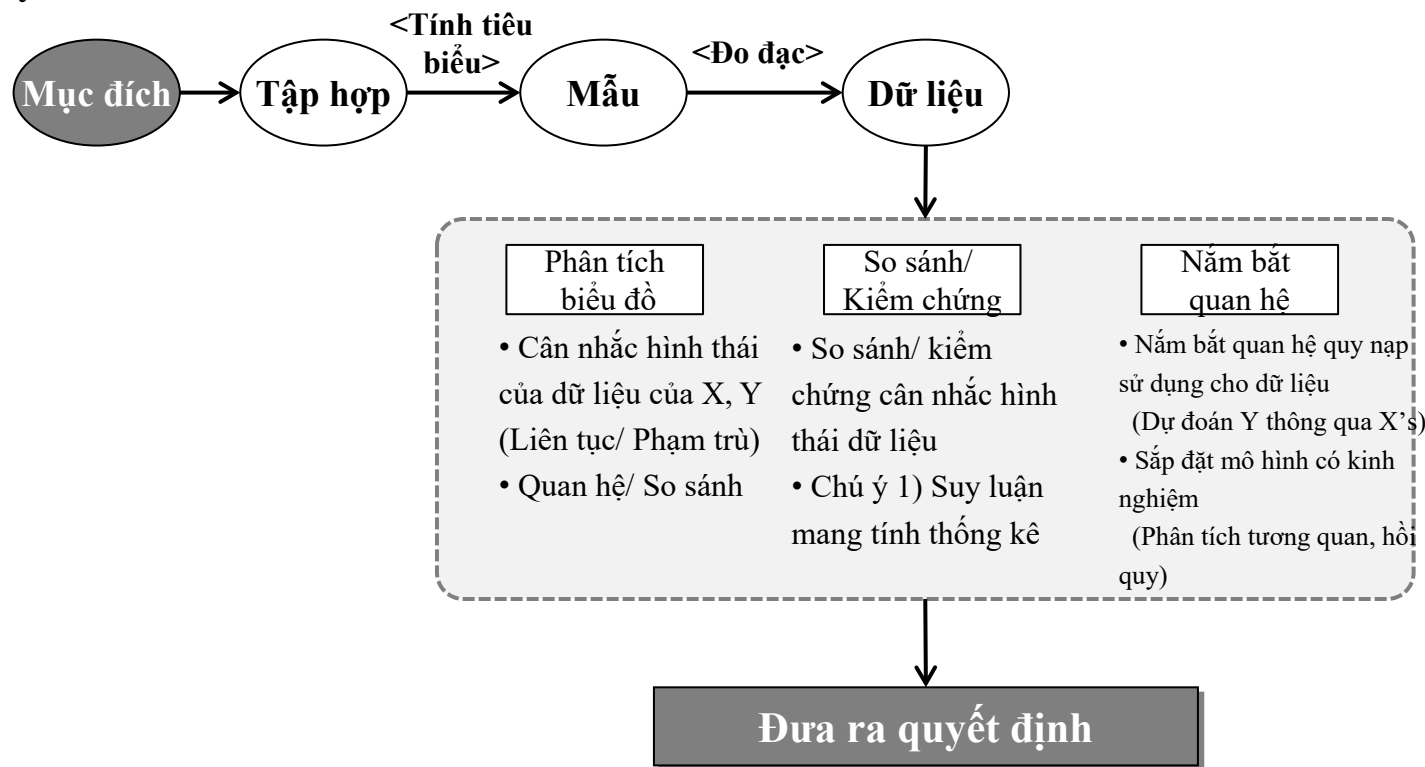 <Tính tiêu
biểu>
<Đo đạc>
Mục đích
Tập hợp
Mẫu
Dữ liệu
Phân tích
biểu đồ
• Cân nhắc hình thái
của dữ liệu của X, Y
(Liên tục/ Phạm trù)
• Quan hệ/ So sánh
So sánh/
Kiểm chứng
• So sánh/ kiểm
chứng cân nhắc hình
thái dữ liệu
• Chú ý 1) Suy luận
mang tính thống kê
Nắm bắt
quan hệ
• Nắm bắt quan hệ quy nạp
sử dụng cho dữ liệu
(Dự đoán Y thông qua X’s)
• Sắp đặt mô hình có kinh
nghiệm
(Phân tích tương quan, hồi
quy)
Đưa ra quyết định